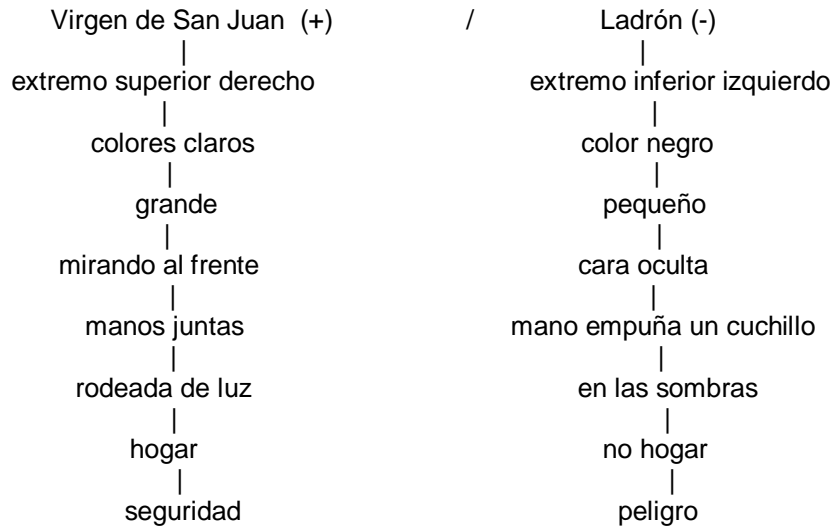 Virgen de San Juan (+) / Ladrón (-)
| |
extremo superior derecho extremo inferior izquierdo
| |
colores claros color negro
| |
grande pequeño
| |
mirando al frente cara oculta
| |
manos juntas mano empuña un cuchillo
| |
rodeada de luz en las sombras
| |
hogar no hogar
| |
seguridad peligro